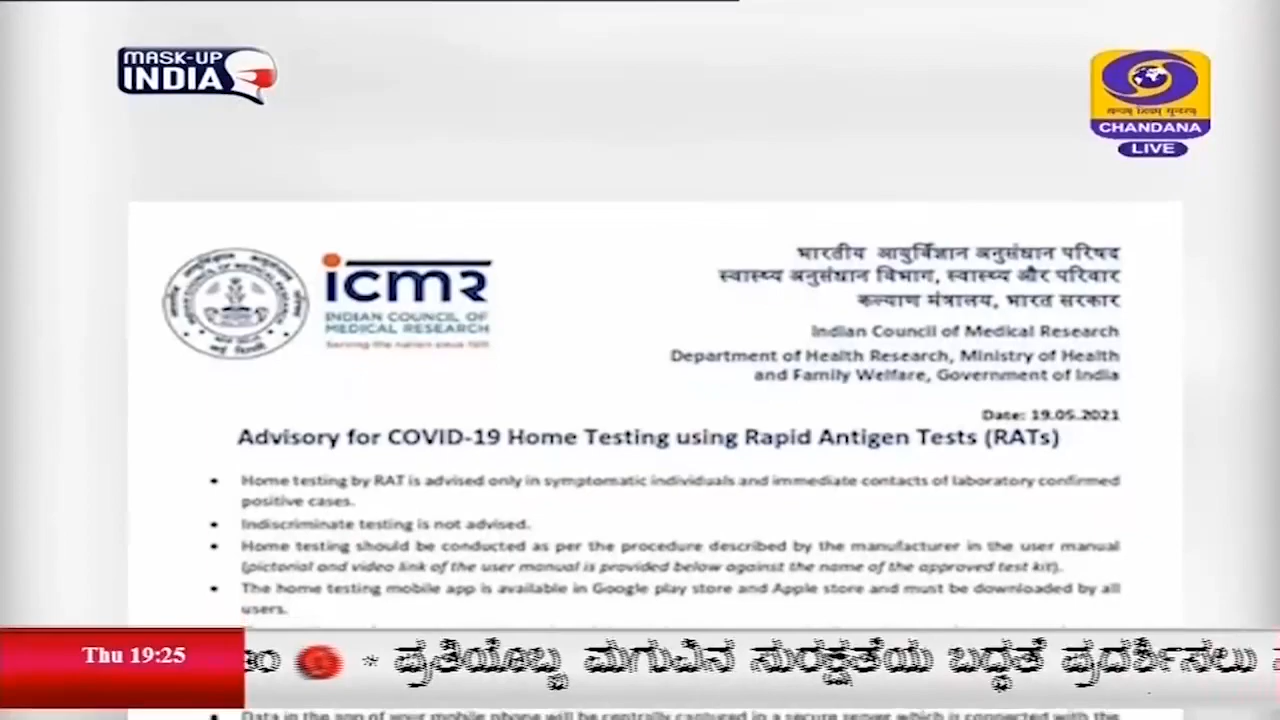 MASK-UP
INDIA
सत्यम् शिवम् सुन्दरम्
CHANDANA
LIVE
icmr
INDIAN COUNCIL OF
MEDICAL RESEARCH
Serving the nation since 1911
भारतीय आयुर्विज्ञान अनुसंधान परिषद
स्वास्थ्य अनुसंधान विभाग, स्वास्थ्य और परिवार
कल्याण मंत्रालय, भारत सरकार
Indian Council of Medical Research
Department of Health Research, Ministry of Health
and Family Welfare, Government of India
Date: 19.05.2021
Advisory for COVID-19 Home Testing using Rapid Antigen Tests (RATs)
• Home testing by RAT is advised only in symptomatic individuals and immediate contacts of laboratory confirmed
positive cases.
• Indiscriminate testing is not advised.
• Home testing should be conducted as per the procedure described by the manufacturer in the user manual
(pictorial and video link of the user manual is provided below against the name of the approved test kit).
• The home testing mobile app is available in Google play store and Apple store and must be downloaded by all
users.
Thu 19:25
* ಪ್ರತಿಯೊಬ್ಬ ಮಗುವಿನ ಸುರಕ್ಷತೆಯ ಬದ್ಧತೆ ಪ್ರದರ್ಶಿಸಲು
• Data in the app of your mobile phone will be centrally captured in a secure server which is connected with the